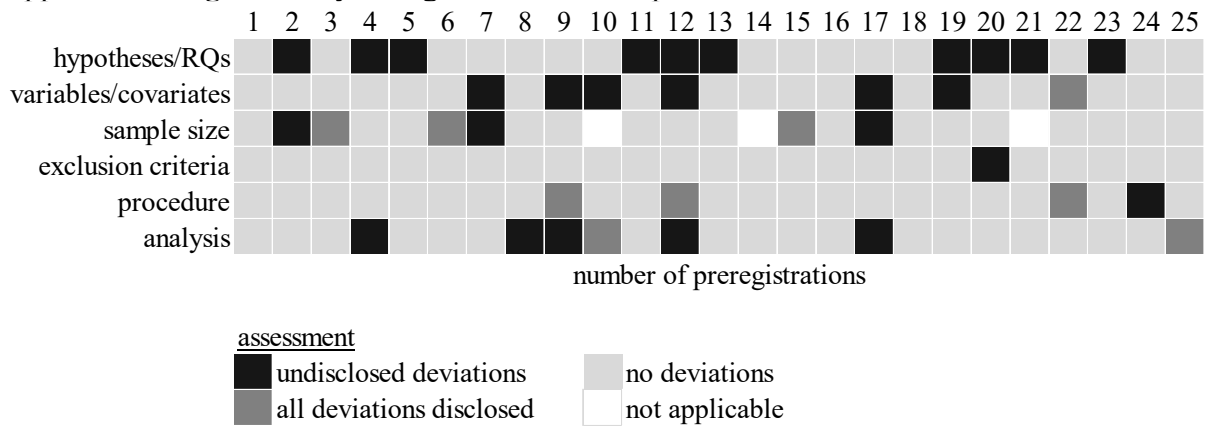 1 2 3 4 5 6 7 8 9 10 11 12 13 14 15 16 17 18 19 20 21 22 23 24 25
hypotheses/RQs
variables/covariates
sample size
exclusion criteria
procedure
analysis
number of preregistrations
assessment
undisclosed deviations no deviations
all deviations disclosed not applicable